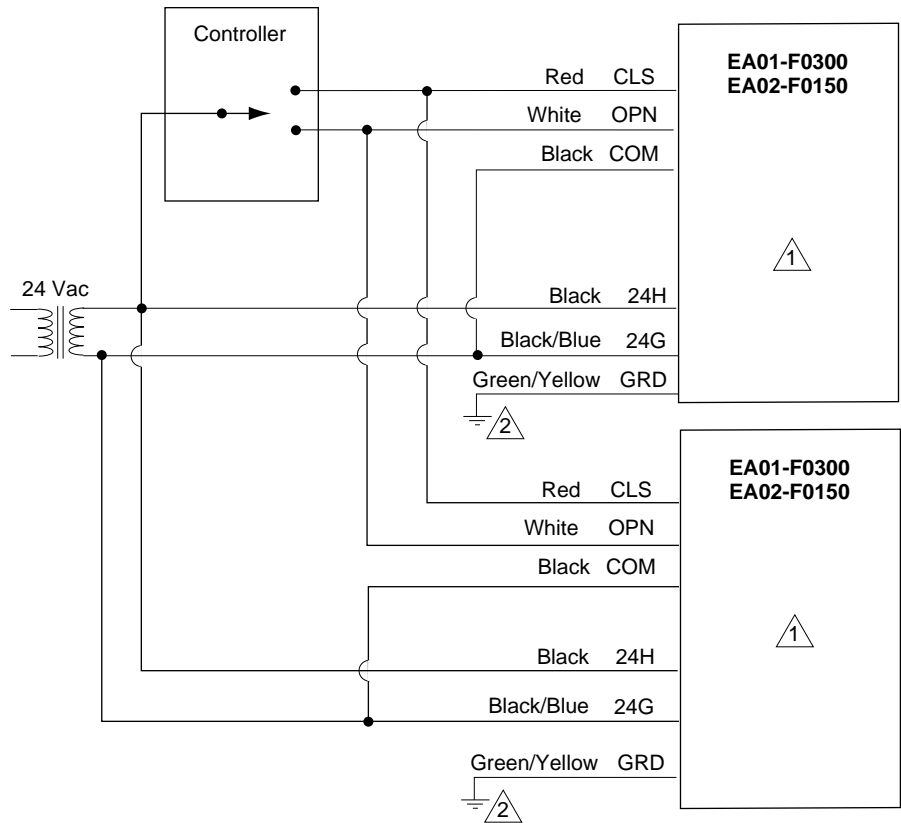 Controller
EA01-F0300
EA02-F0150
Red CLS
White OPN
Black COM
1
24 Vac
Black 24H
Black/Blue 24G
Green/Yellow GRD
2
EA01-F0300
EA02-F0150
Red CLS
White OPN
Black COM
1
Black 24H
Black/Blue 24G
Green/Yellow GRD
2